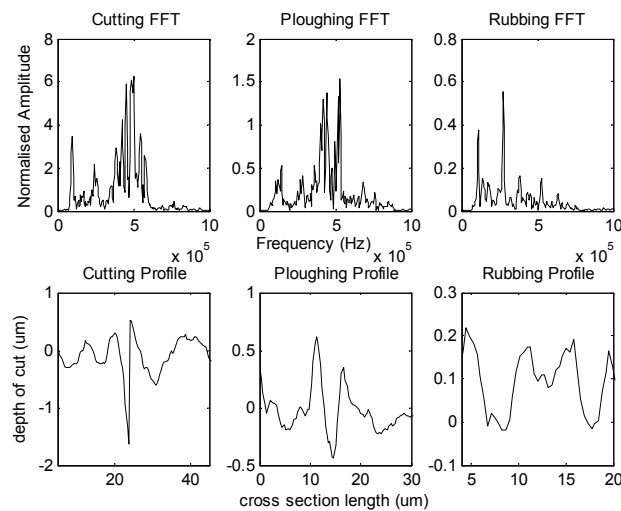 Cutting FFT
Ploughing FFT
Rubbing FFT
Normalised Amplitude
8
6
4
2
0
0 5 10
x 10^5
2
1.5
1
0.5
0
0 5 10
x 10^5
0.8
0.6
0.4
0.2
0
0 5 10
x 10^5
Frequency (Hz)
Cutting Profile
Ploughing Profile
Rubbing Profile
depth of cut (um)
1
0
-1
-2
20 40
1
0.5
0
-0.5
0 10 20 30
0.3
0.2
0.1
0
-0.1
5 10 15 20
cross section length (um)